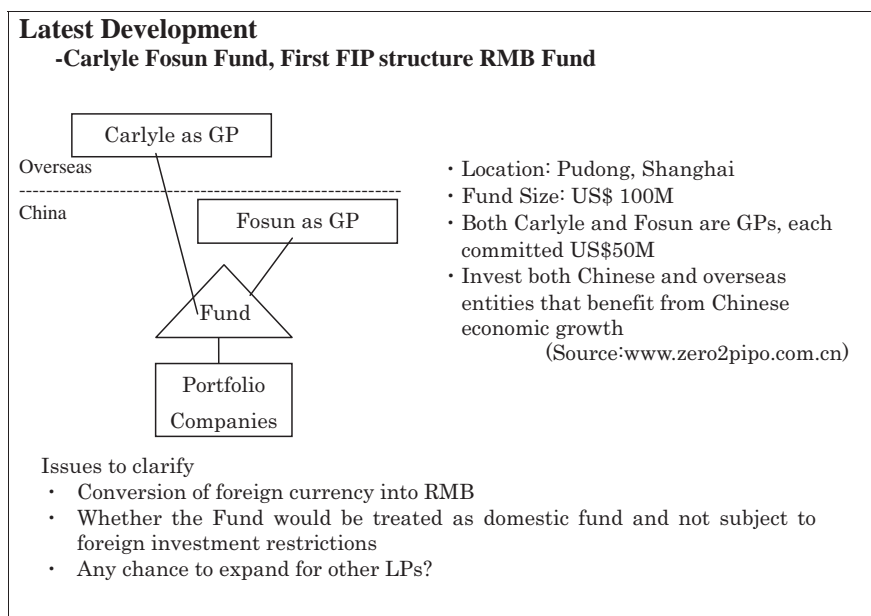 Latest Development
-Carlyle Fosun Fund, First FIP structure RMB Fund
Carlyle as GP
Overseas
China
Fosun as GP
Fund
Portfolio
Companies
・Location: Pudong, Shanghai
・Fund Size: US$ 100M
・Both Carlyle and Fosun are GPs, each
committed US$50M
・Invest both Chinese and overseas
entities that benefit from Chinese
economic growth
(Source:www.zero2pipo.com.cn)
Issues to clarify
・ Conversion of foreign currency into RMB
・ Whether the Fund would be treated as domestic fund and not subject to
foreign investment restrictions
・ Any chance to expand for other LPs?